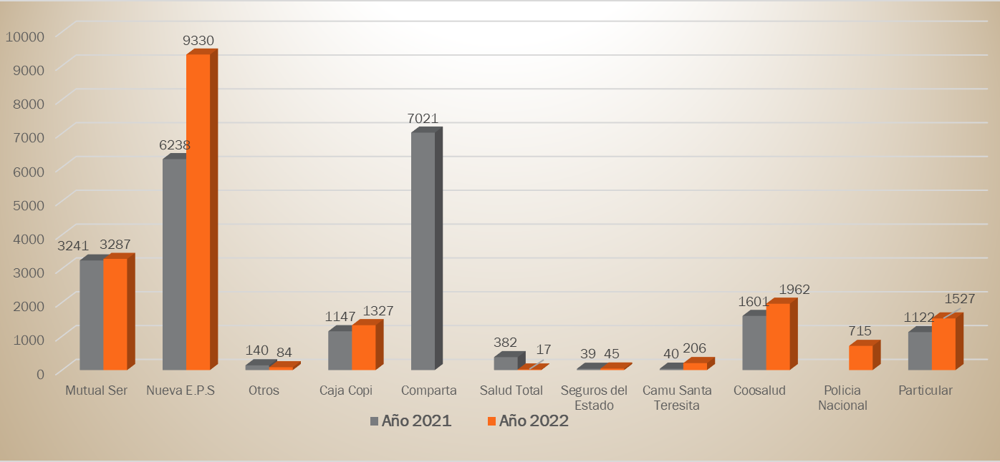 10000
9000
8000
7000
6000
5000
4000
3000
2000
1000
0
3241 3287
6238 9330
140 84
1147 1327
7021
382 17
39 45
40 206
1601 1962
715
1122 1527
Mutual Ser
Nueva E.P.S
Otros
Caja Copi
Comparta
Salud Total
Seguros del
Estado
Camu Santa
Teresita
Coosalud
Policia
Nacional
Particular
Año 2021 Año 2022